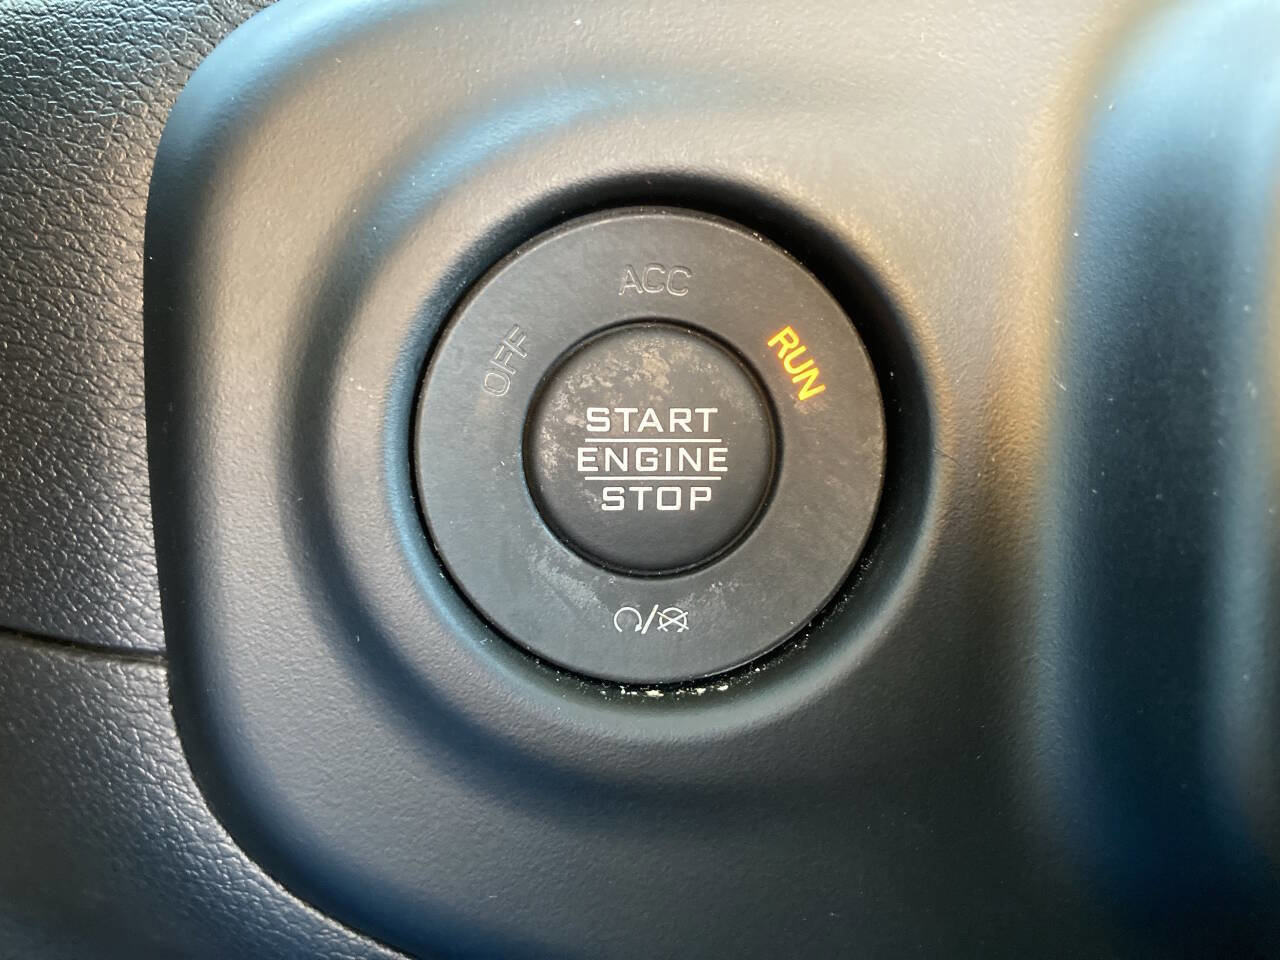 ACC
OFF
RUN
START
ENGINE
STOP